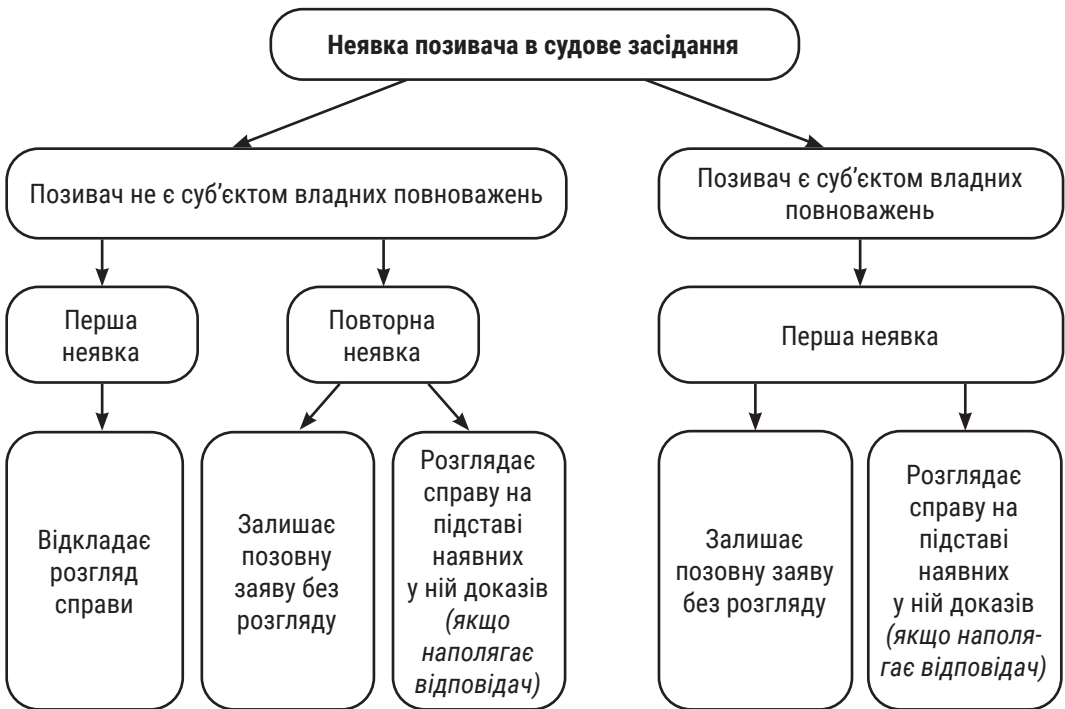 Неявка позивача в судове засідання
Позивач не є суб’єктом владних повноважень
Позивач є суб’єктом владних
повноважень
Перша
неявка
Повторна
неявка
Перша неявка
Відкладає
розгляд
справи
Залишає
позовну
заяву без
розгляду
Розглядає
справу на
підставі
наявних
у ній доказів
(якщо
наполягає
відповідач)
Залишає
позовну заяву
без розгляду
Розглядає
справу на
підставі
наявних
у ній доказів
(якщо наполя-
гає відповідач)